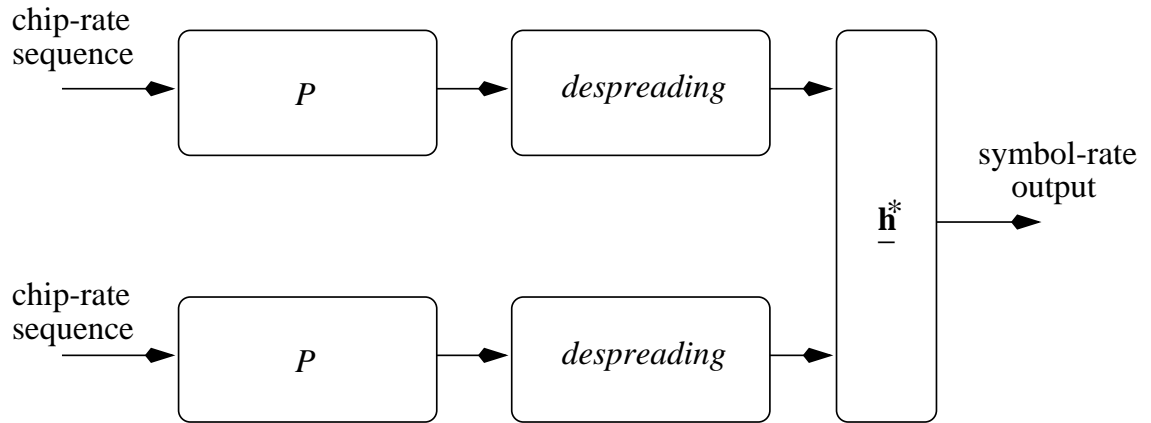 chip-rate
sequence
P
despreading
symbol-rate
output
h*
chip-rate
sequence
P
despreading